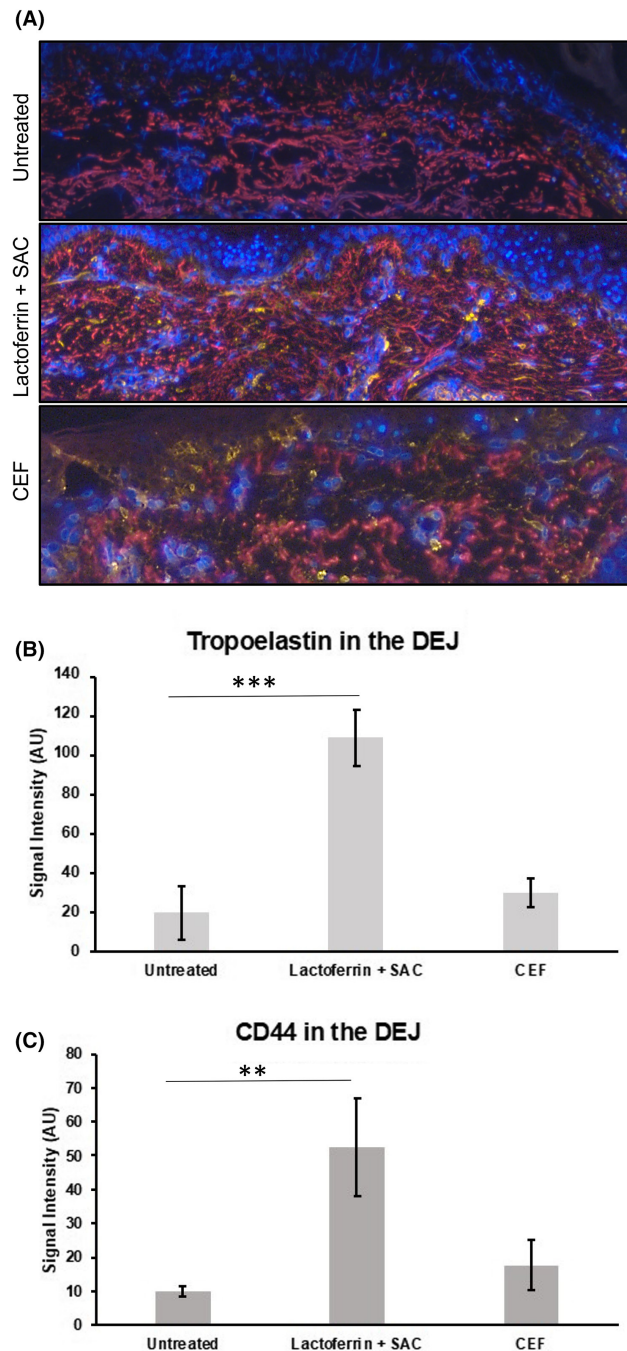 (A)
Untreated
Lactoferrin + SAC
CEF
(B)
Tropoelastin in the DEJ
Signal Intensity (AU)
140
120
100
80
60
40
20
0
***
Untreated
Lactoferrin + SAC
CEF
(C)
CD44 in the DEJ
Signal Intensity (AU)
80
70
60
50
40
30
20
10
0
**
Untreated
Lactoferrin + SAC
CEF